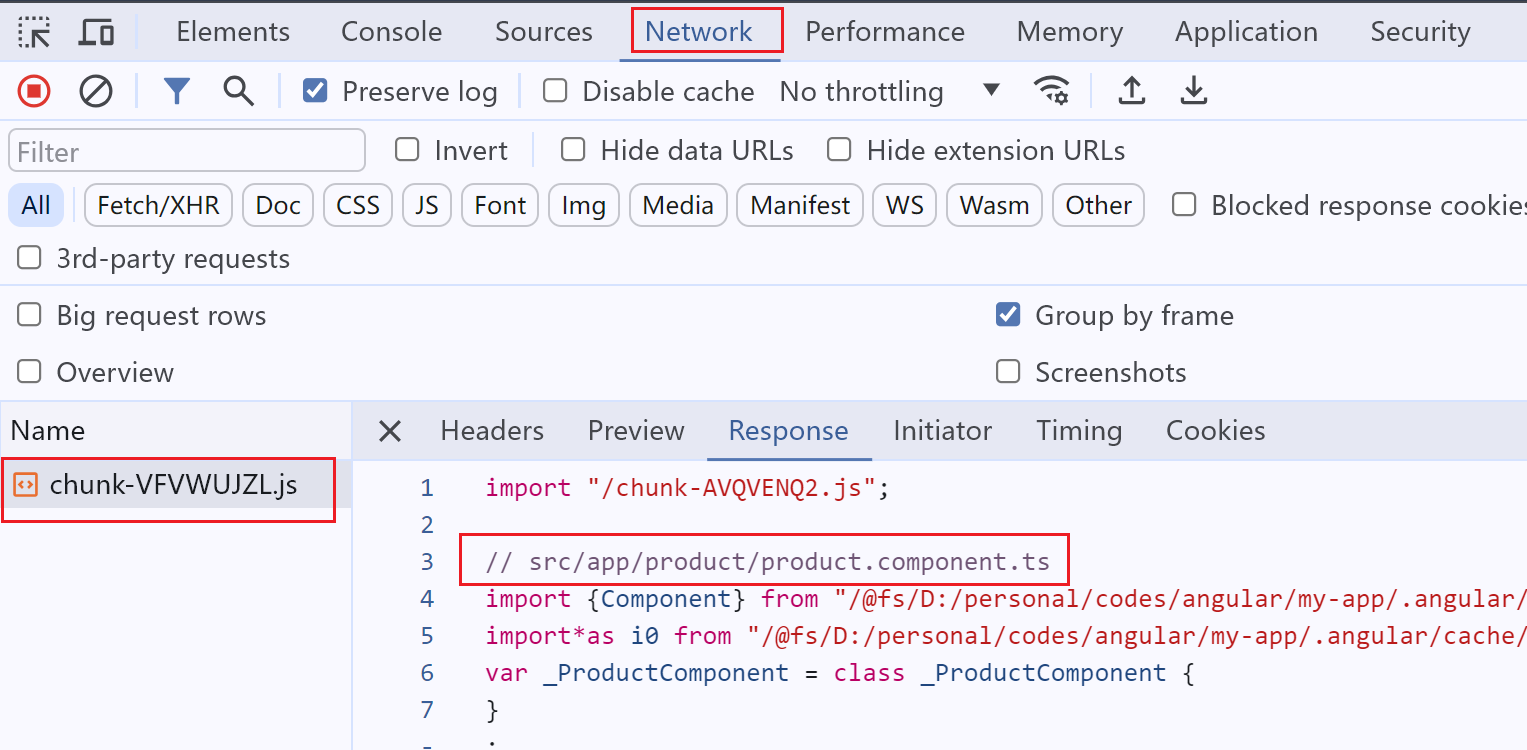 Elements Console Sources Network Performance Memory Application Security
Preserve log Disable cache No throttling
Filter Invert Hide data URLs Hide extension URLs
All Fetch/XHR Doc CSS JS Font Img Media Manifest WS Wasm Other Blocked response cookies
3rd-party requests
Big request rows Group by frame
Overview Screenshots
Name Headers Preview Response Initiator Timing Cookies
chunk-VFVWUJZL.js
1 import "/chunk-AVQVENQ2.js";
2
3 // src/app/product/product.component.ts
4 import {Component} from "/@fs/D:/personal/codes/angular/my-app/.angular/
5 import*as i0 from "/@fs/D:/personal/codes/angular/my-app/.angular/cache/
6 var _ProductComponent = class _ProductComponent {
7 }